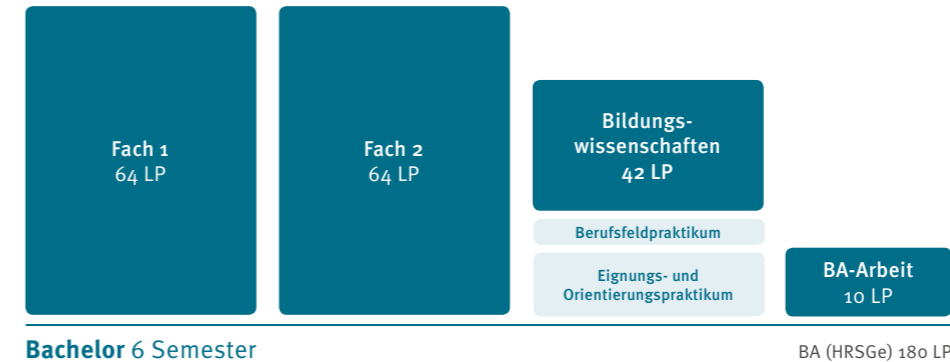 Fach 1
64 LP
Fach 2
64 LP
Bildungs-
wissenschaften
42 LP
Berufsfeldpraktikum
Eignungs- und
Orientierungspraktikum
BA-Arbeit
10 LP
Bachelor 6 Semester
BA (HRSGe) 180 LP